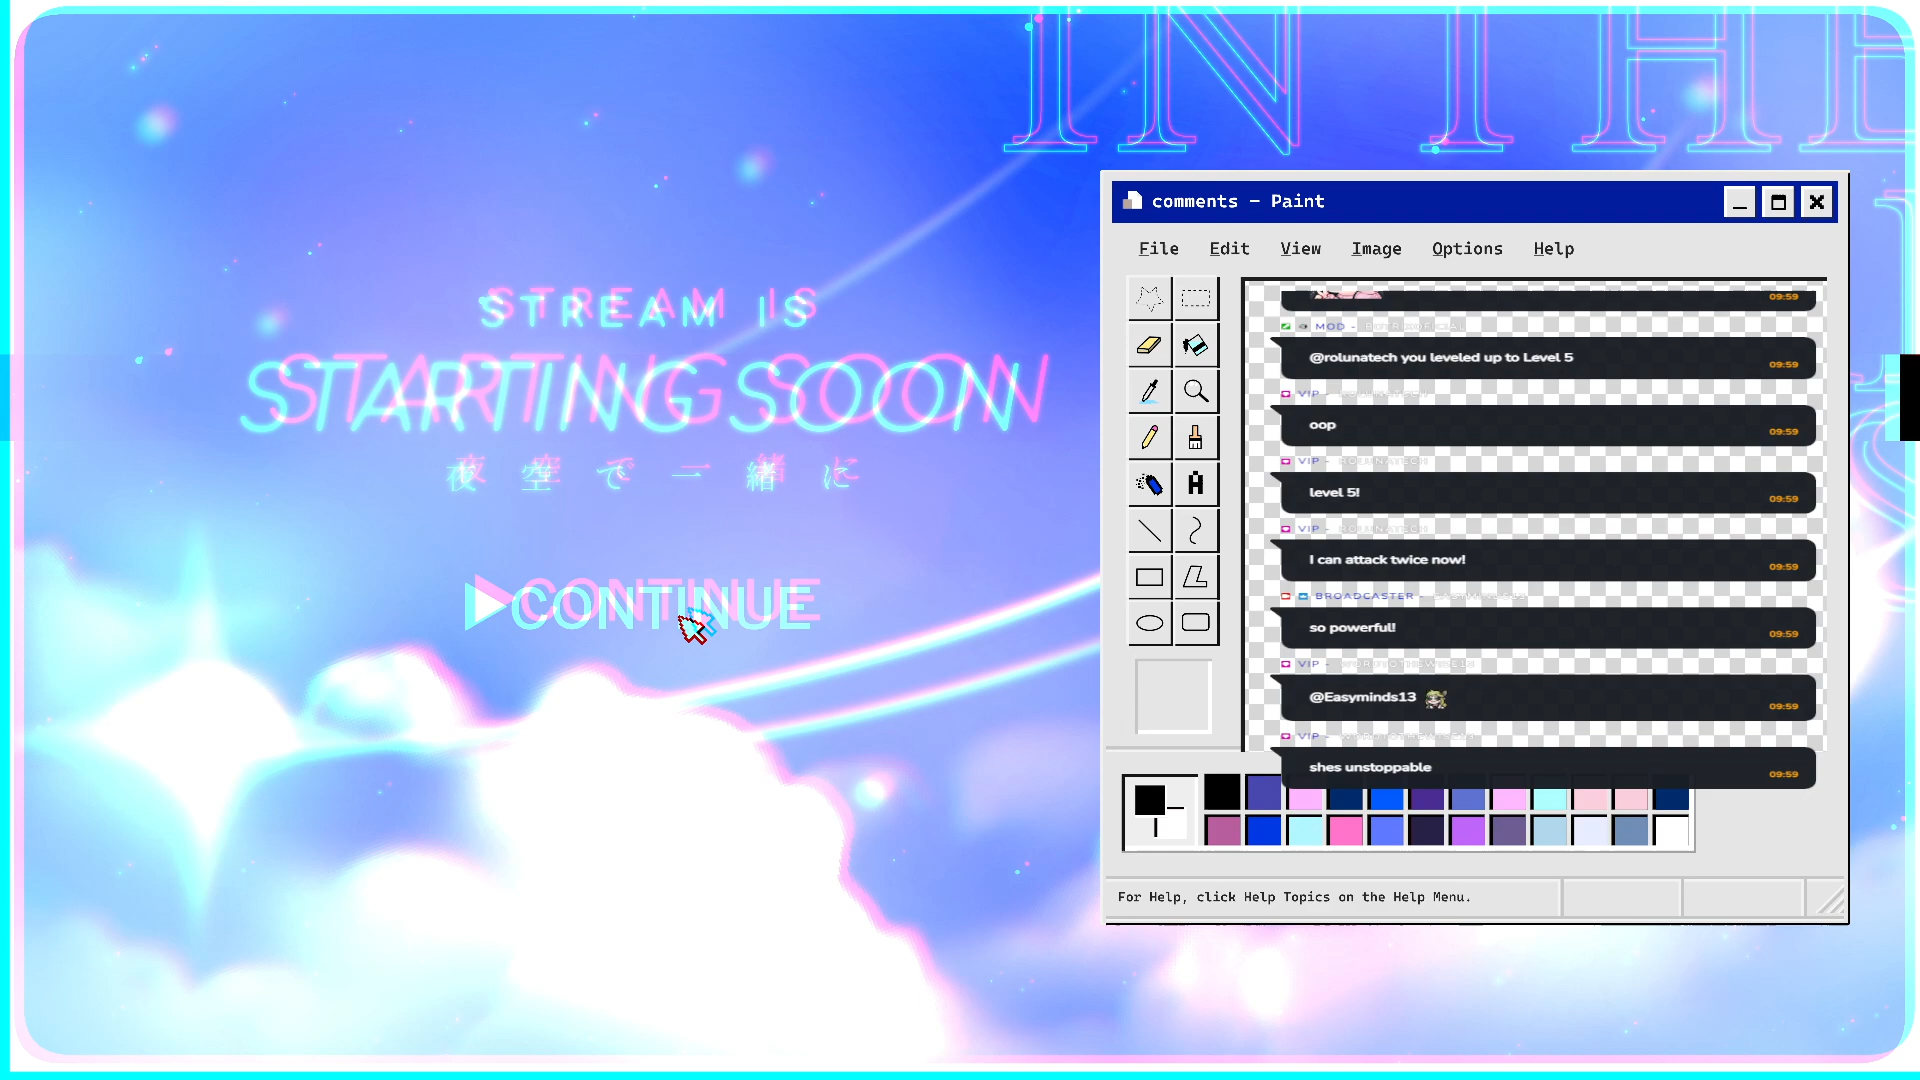 IN THE
STREAM IS
STARTING SOON
夜空で一緒に
▶CONTINUE
comments - Paint
File Edit View Image Options Help
09:59
MOD -
@rolunatech you leveled up to Level 5
09:59
VIP -
oop
09:59
VIP -
level 5!
09:59
VIP -
I can attack twice now!
09:59
BROADCASTER -
so powerful!
09:59
VIP -
@Easyminds13
09:59
VIP -
shes unstoppable
09:59
For Help, click Help Topics on the Help Menu.